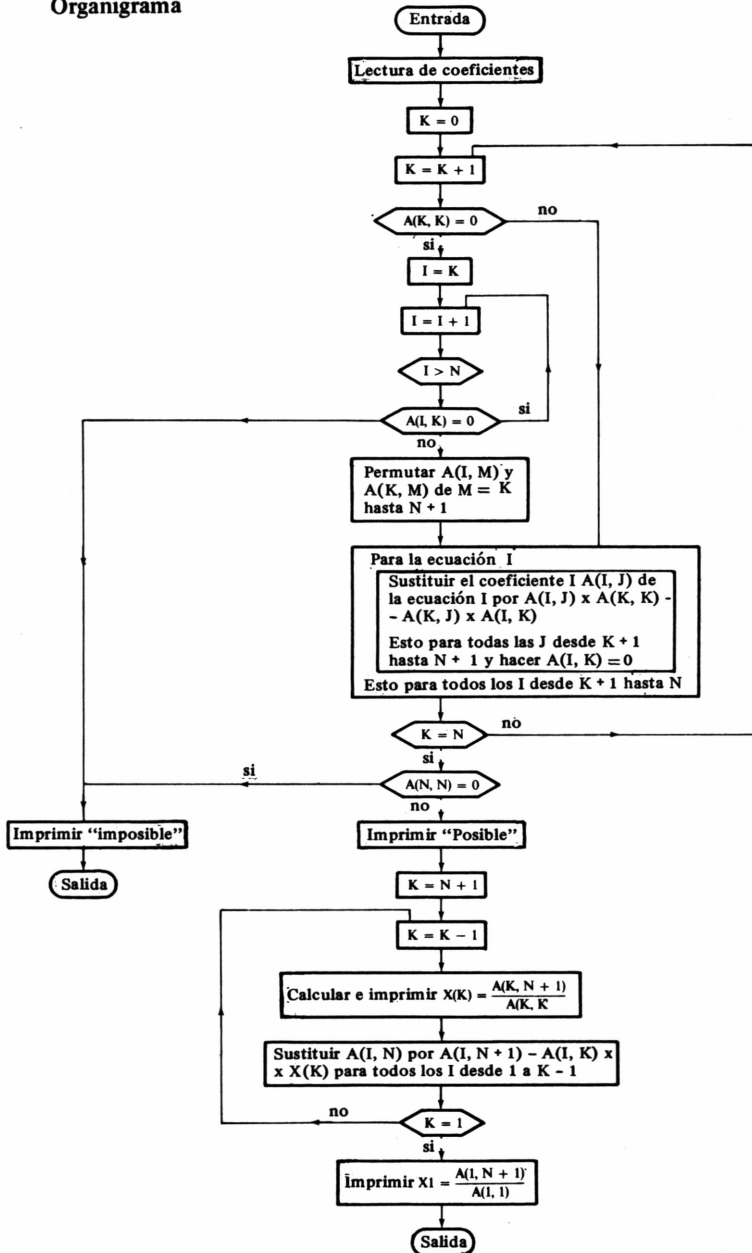 Organigrama
Entrada
Lectura de coeficientes
K = 0
K = K + 1
A(K, K) = 0
no
si
I = K
I = I + 1
I > N
A(I, K) = 0
si
no
Permutar A(I, M) y
A(K, M) de M = K
hasta N + 1
Para la ecuación I
Sustituir el coeficiente I A(I, J) de
la ecuación I por A(I, J) x A(K, K) -
- A(K, J) x A(I, K)
Esto para todas las J desde K + 1
hasta N + 1 y hacer A(I, K) = 0
Esto para todos los I desde K + 1 hasta N
K = N
no
si
A(N, N) = 0
si
no
Imprimir “imposible”
Imprimir “Posible”
Salida
K = N + 1
K = K - 1
Calcular e imprimir X(K) = A(K, N + 1)
A(K, K
Sustituir A(I, N) por A(I, N + 1) – A(I, K) x
x X(K) para todos los I desde 1 a K - 1
no
K = 1
si
Imprimir X1 = A(1, N + 1)
A(1, 1)
Salida